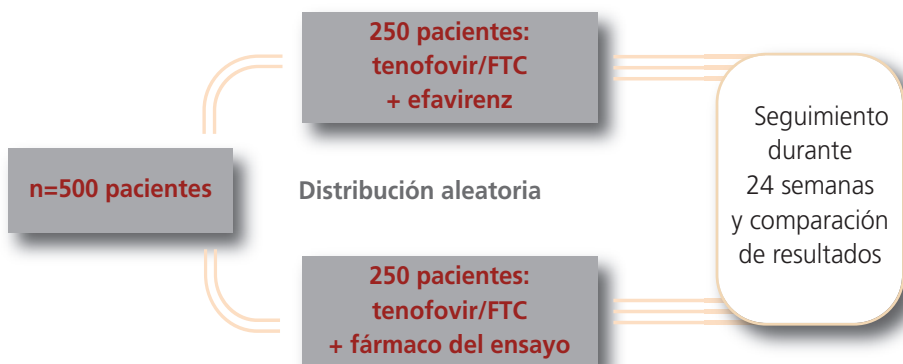 250 pacientes:
tenofovir/FTC
+ efavirenz
n=500 pacientes
Distribución aleatoria
250 pacientes:
tenofovir/FTC
+ fármaco del ensayo
Seguimiento
durante
24 semanas
y comparación
de resultados